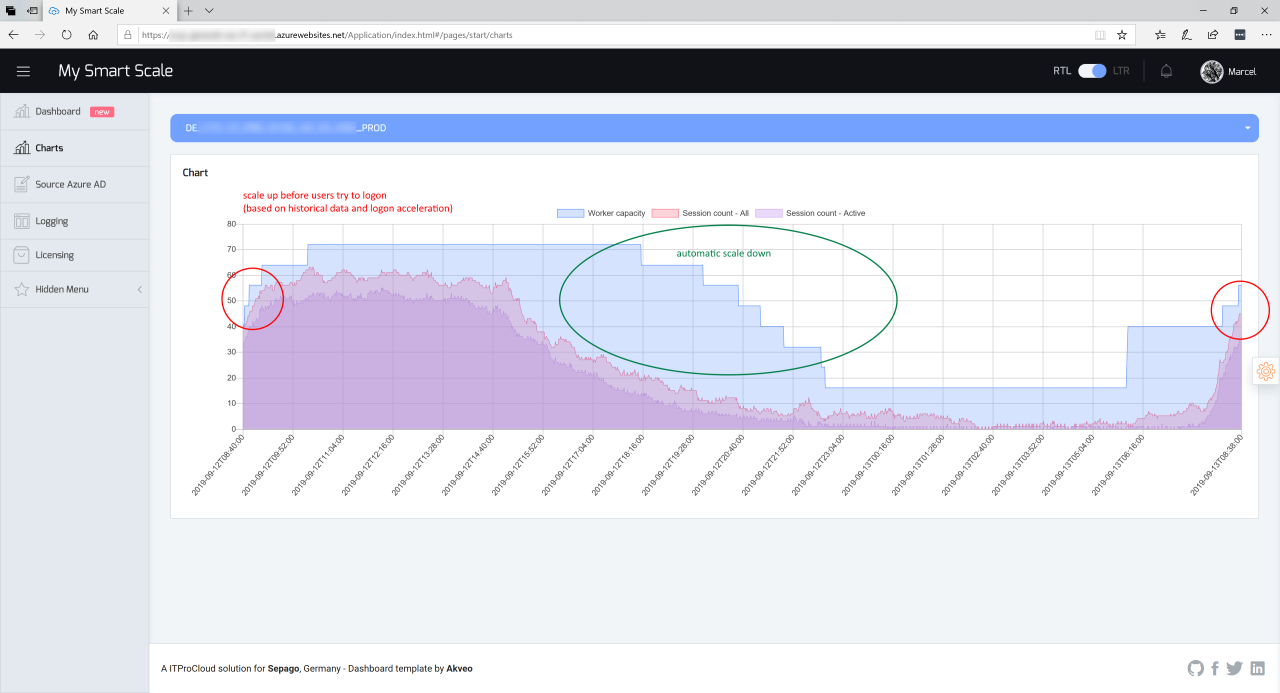 My Smart Scale
https:// .azurewebsites.net/Application/index.html#/pages/start/charts
My Smart Scale
RTL LTR
Marcel
Dashboard new
Charts
Source Azure AD
Logging
Licensing
Hidden Menu
DE _PROD
Chart
scale up before users try to logon
(based on historical data and logon acceleration)
Worker capacity Session count - All Session count - Active
automatic scale down
80
70
60
50
40
30
20
10
0
2019-09-12T08:40:00
2019-09-12T09:52:00
2019-09-12T11:04:00
2019-09-12T12:16:00
2019-09-12T13:28:00
2019-09-12T14:40:00
2019-09-12T15:52:00
2019-09-12T17:04:00
2019-09-12T18:16:00
2019-09-12T19:28:00
2019-09-12T20:40:00
2019-09-12T21:52:00
2019-09-12T23:04:00
2019-09-13T00:16:00
2019-09-13T01:28:00
2019-09-13T02:40:00
2019-09-13T03:52:00
2019-09-13T05:04:00
2019-09-13T06:16:00
2019-09-13T08:38:00
A ITProCloud solution for Sepago, Germany - Dashboard template by Akveo